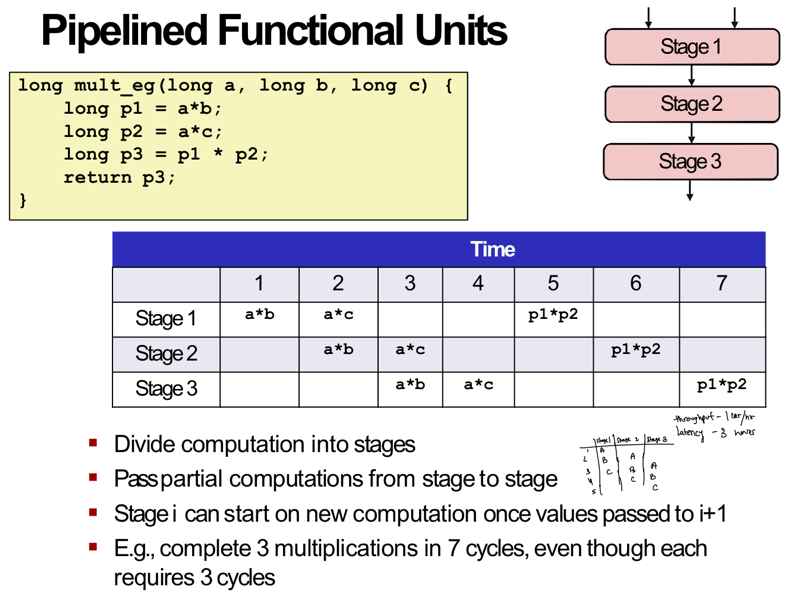 Pipelined Functional Units
Stage 1
Stage 2
Stage 3
long mult_eg(long a, long b, long c) {
    long p1 = a*b;
    long p2 = a*c;
    long p3 = p1 * p2;
    return p3;
}
Time
1 2 3 4 5 6 7
Stage 1 a*b a*c p1*p2
Stage 2 a*b a*c p1*p2
Stage 3 a*b a*c p1*p2
throughput - 1 car/hr
latency - 3 hours
Stage 1 Stage 2 Stage 3
1 A
2 B A
3 C B A
4 C B
5 C
Divide computation into stages
Pass partial computations from stage to stage
Stage i can start on new computation once values passed to i+1
E.g., complete 3 multiplications in 7 cycles, even though each
requires 3 cycles